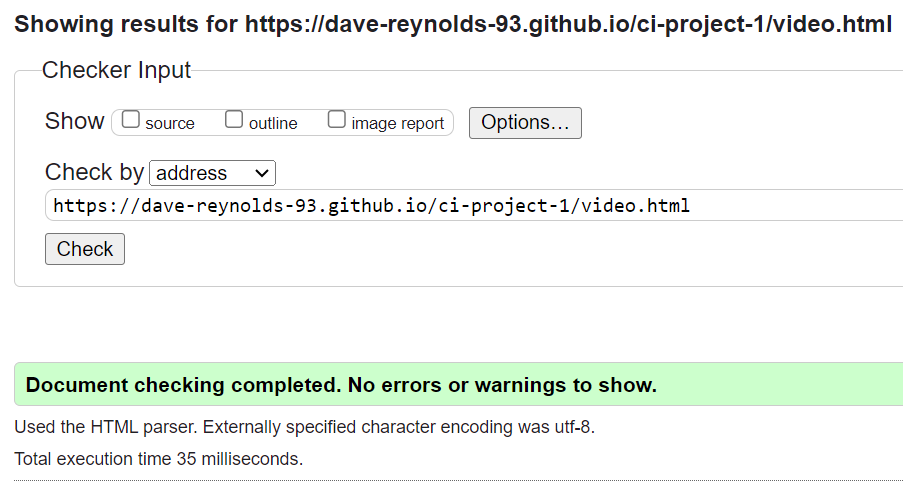 Showing results for https://dave-reynolds-93.github.io/ci-project-1/video.html
Checker Input
Show source outline image report Options...
Check by address
https://dave-reynolds-93.github.io/ci-project-1/video.html
Check
Document checking completed. No errors or warnings to show.
Used the HTML parser. Externally specified character encoding was utf-8.
Total execution time 35 milliseconds.